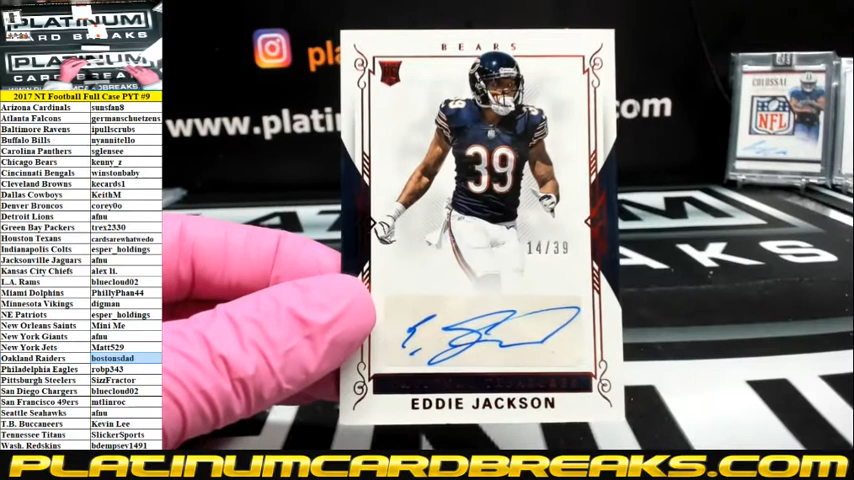 PLATINUM
CARD BREAKS
PLATINUM
CARD BREAKS
2017 NT Football Full Case PYT #9
Arizona Cardinals sunsfan8
Atlanta Falcons germanschuetzens
Baltimore Ravens ipullscrubs
Buffalo Bills nyannitello
Carolina Panthers sglensee
Chicago Bears kenny_z
Cincinnati Bengals winstonbaby
Cleveland Browns kecards1
Dallas Cowboys KeithM
Denver Broncos corey0o
Detroit Lions afnu
Green Bay Packers trex2330
Houston Texans cardsarewhatwedo
Indianapolis Colts esper_holdings
Jacksonville Jaguars afnu
Kansas City Chiefs alex li.
L.A. Rams bluecloud02
Miami Dolphins PhillyPhan44
Minnesota Vikings digman
NE Patriots esper_holdings
New Orleans Saints Mini Me
New York Giants afnu
New York Jets Matt529
Oakland Raiders bostonsdad
Philadelphia Eagles robp343
Pittsburgh Steelers SizzFractor
San Diego Chargers bluecloud02
San Francisco 49ers mtlinroc
Seattle Seahawks afnu
T.B. Buccaneers Kevin Lee
Tennessee Titans SlickerSports
Wash. Redskins bdempsey1491
BEARS
RC
39
39
14/39
EDDIE JACKSON
www.platin
om
COLOSSAL
NFL
AKS
PLATINUMCARDBREAKS.COM